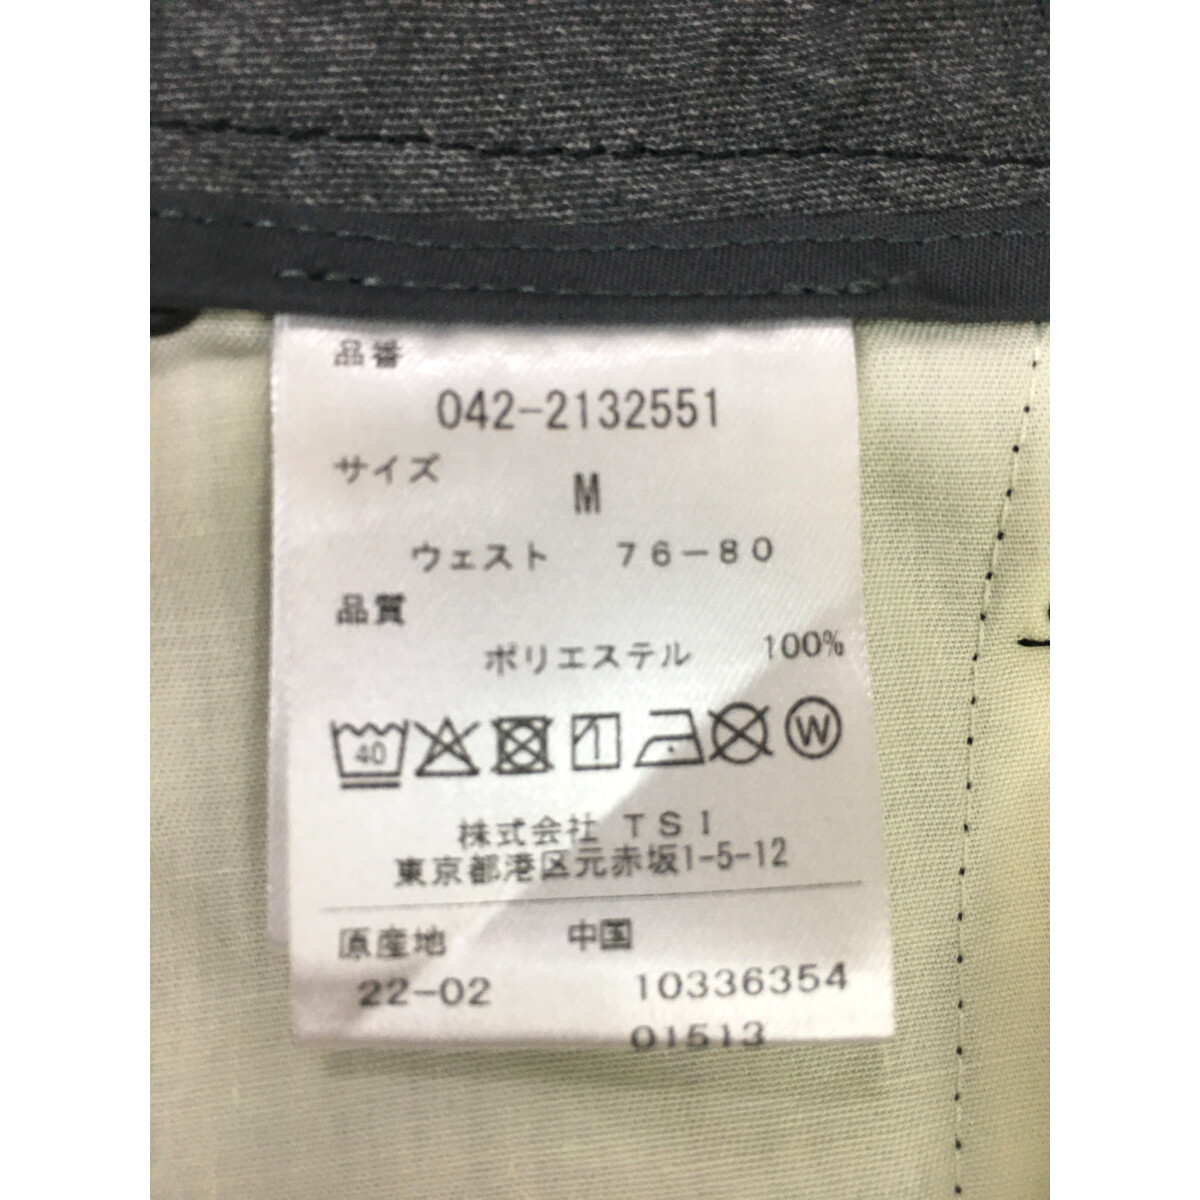 品番
042-2132551
サイズ
M
ウェスト 76-80
品質
ポリエステル 100%
40
W
株式会社 TSI
東京都港区元赤坂1-5-12
原産地 中国
22-02 10336354
01513